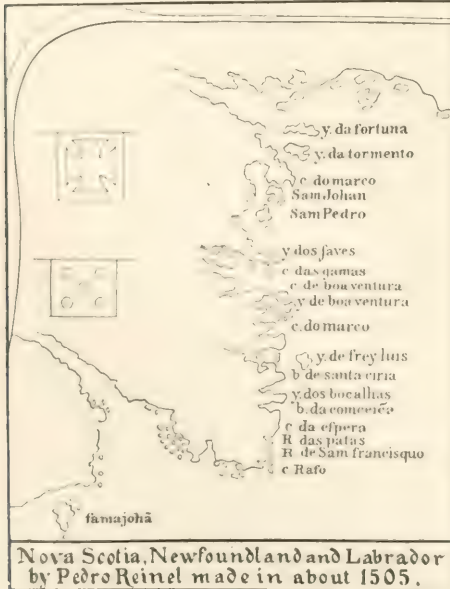 y. da fortuna
y. da tormento
c. do marco
Sam Johan
Sam Pedro
y dos faves
c das gamas
c de boa ventura
y de boa ventura
c. do marco
y. de frey luis
b de santa ciria
y. dos bocalhas
b. da comceiçã
c da efpera
R das patas
R de Sam francisquo
c Rafo
famajohã
Nova Scotia, Newfoundland and Labrador
by Pedro Reinel made in about 1505.